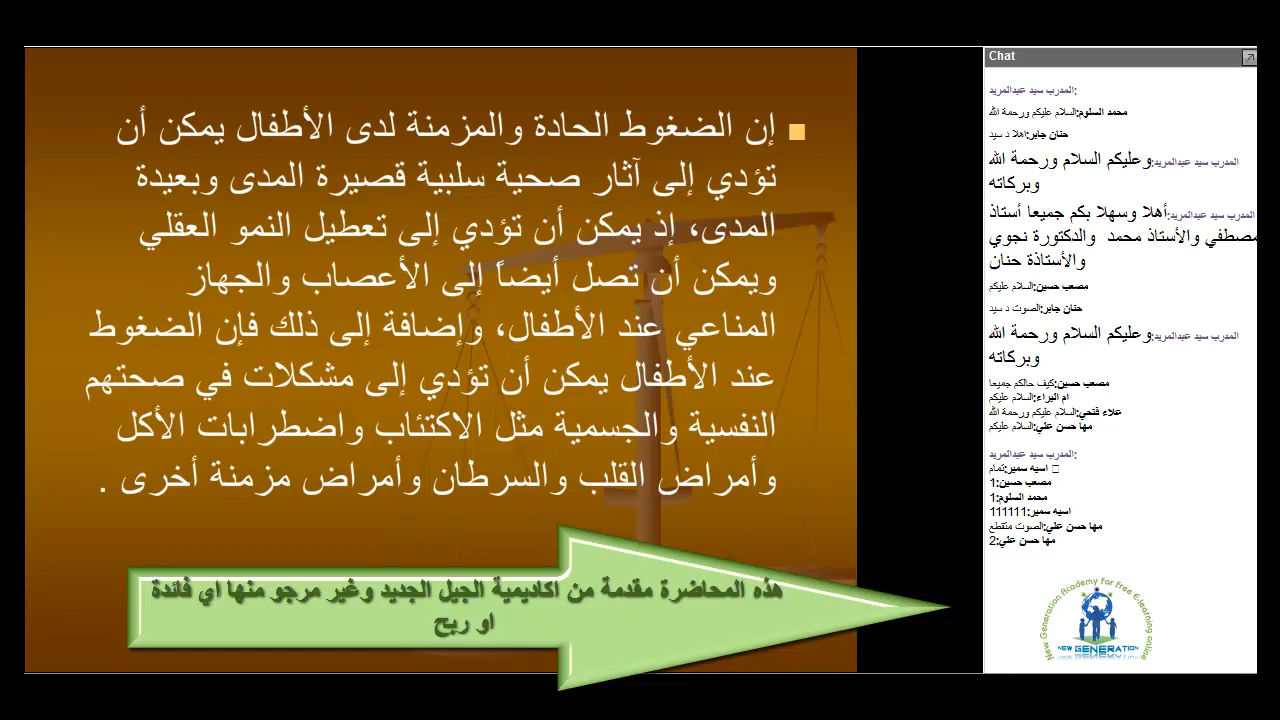 إن الضغوط الحادة والمزمنة لدى الأطفال يمكن أن
تؤدي إلى آثار صحية سلبية قصيرة المدى وبعيدة
المدى، إذ يمكن أن تؤدي إلى تعطيل النمو العقلي
ويمكن أن تصل أيضاً إلى الأعصاب والجهاز
المناعي عند الأطفال، وإضافة إلى ذلك فإن الضغوط
عند الأطفال يمكن أن تؤدي إلى مشكلات في صحتهم
النفسية والجسمية مثل الاكتئاب واضطرابات الأكل
وأمراض القلب والسرطان وأمراض مزمنة أخرى .
هذه المحاضرة مقدمة من اكاديمية الجيل الجديد وغير مرجو منها اي فائدة
او ربح
Chat
المدرب سيد عبدالمريد:
محمد السلوم:السلام عليكم ورحمة الله
حنان جابر:اهلا د سيد
المدرب سيد عبدالمريد:وعليكم السلام ورحمة الله
وبركاته
المدرب سيد عبدالمريد:أهلا وسهلا بكم جميعا أستاذ
مصطفي والأستاذ محمد والدكتورة نجوي
والأستاذة حنان
مصعب حسين:السلام عليكم
حنان جابر:الصوت د سيد
المدرب سيد عبدالمريد:وعليكم السلام ورحمة الله
وبركاته
مصعب حسين:كيف حالكم جميعا
ام البراء:السلام عليكم
علاء فتحي:السلام عليكم ورحمة الله
مها حسن علي:السلام عليكم
المدرب سيد عبدالمريد:
اسيه سمير:تمام
مصعب حسين:1
محمد السلوم:1
اسيه سمير:111111
مها حسن علي:الصوت متقطع
مها حسن علي:2
New Generation Academy For Free E-learning online
NEW GENERATION